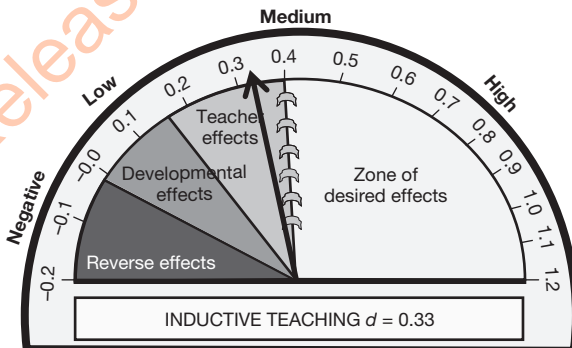 Medium
Low
High
Negative
-0.2
-0.1
-0.0
0.1
0.2
0.3
0.4
0.5
0.6
0.7
0.8
0.9
1.0
1.1
1.2
Teacher
effects
Developmental
effects
Reverse effects
Zone of
desired effects
INDUCTIVE TEACHING d = 0.33